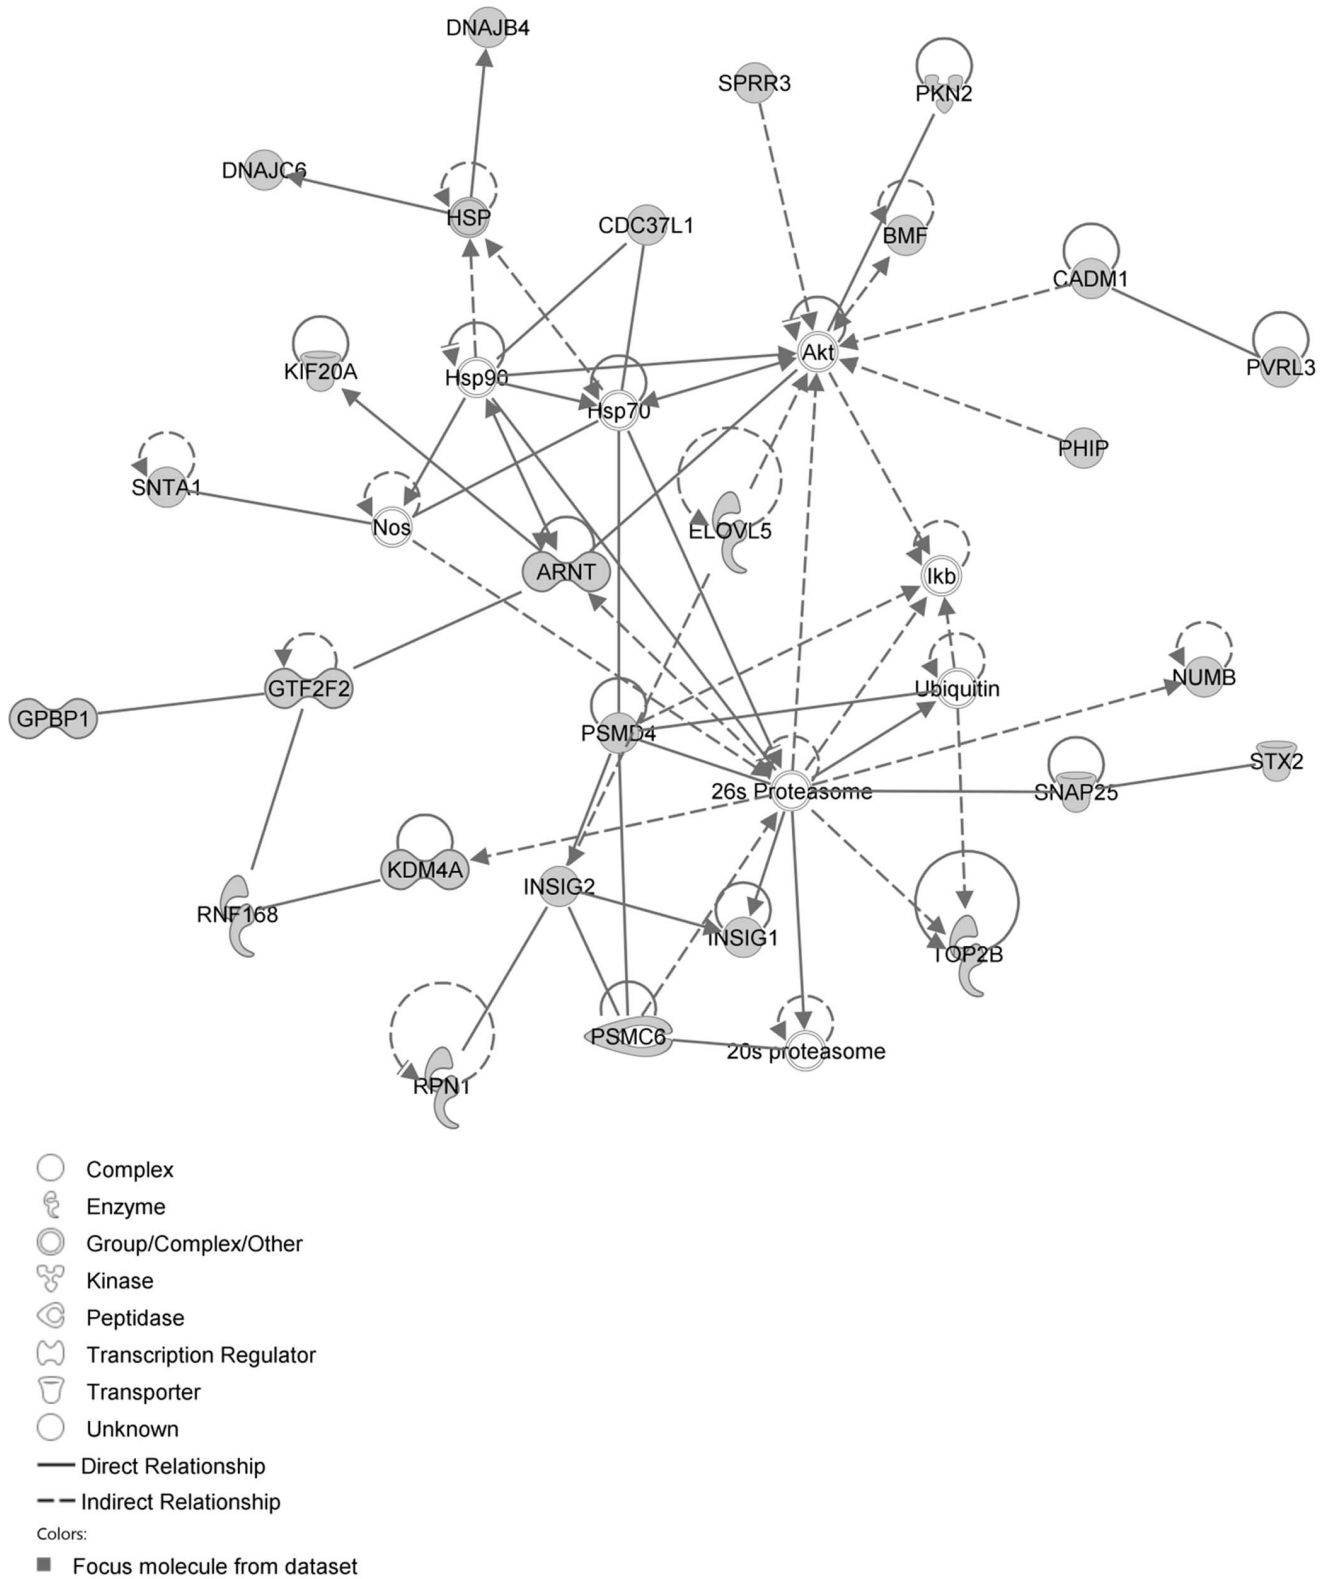 DNAJB4
SPRR3
PKN2
DNAJC6
HSP
CDC37L1
BMF
CADM1
Akt
KIF20A
Hsp90
PVRL3
Hsp70
PHIP
SNTA1
Nos
ELOVL5
ARNT
Ikb
GTF2F2
Ubiquitin
NUMB
GPBP1
PSMD4
STX2
26s Proteasome
SNAP25
KDM4A
INSIG2
RNF168
INSIG1
TOP2B
PSMC6
20s proteasome
RPN1
Complex
Enzyme
Group/Complex/Other
Kinase
Peptidase
Transcription Regulator
Transporter
Unknown
Direct Relationship
Indirect Relationship
Colors:
Focus molecule from dataset